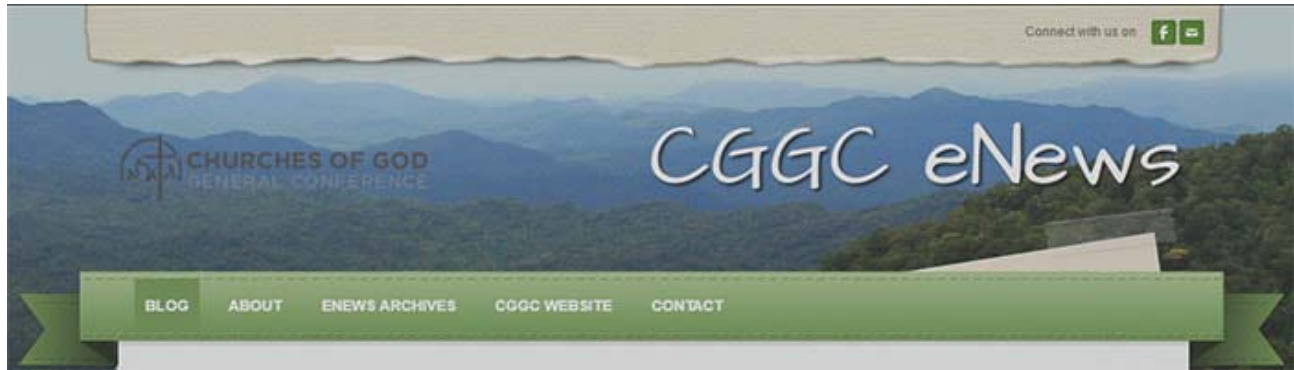 Connect with us on
CGGC eNews
CHURCHES OF GOD
GENERAL CONFERENCE
BLOG ABOUT ENEWS ARCHIVES CGGC WEBSITE CONTACT